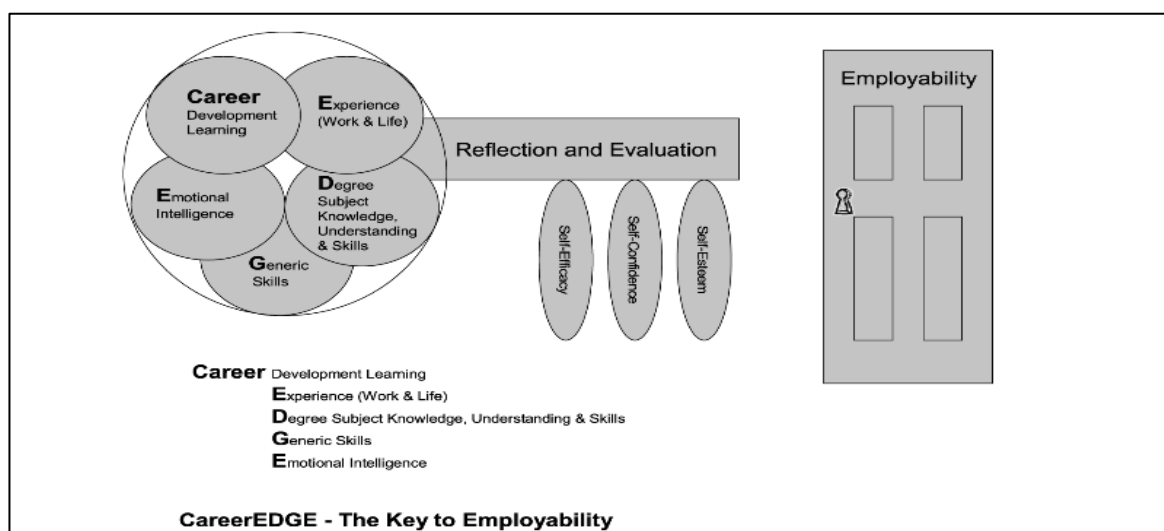 Career
Development
Learning
Experience
(Work & Life)
Emotional
Intelligence
Degree
Subject
Knowledge,
Understanding
& Skills
Generic
Skills
Reflection and Evaluation
Self-Efficacy
Self-Confidence
Self-Esteem
Employability
Career Development Learning
Experience (Work & Life)
Degree Subject Knowledge, Understanding & Skills
Generic Skills
Emotional Intelligence
CareerEDGE - The Key to Employability